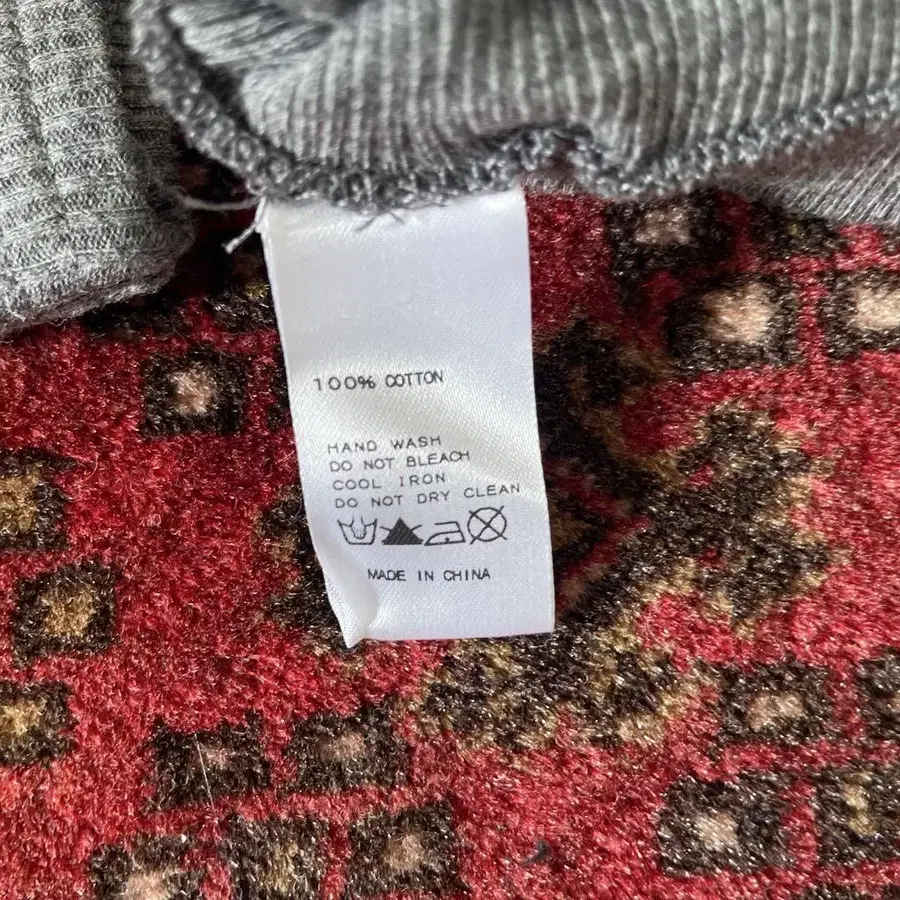 100% COTTON
HAND WASH
DO NOT BLEACH
COOL IRON
DO NOT DRY CLEAN
MADE IN CHINA